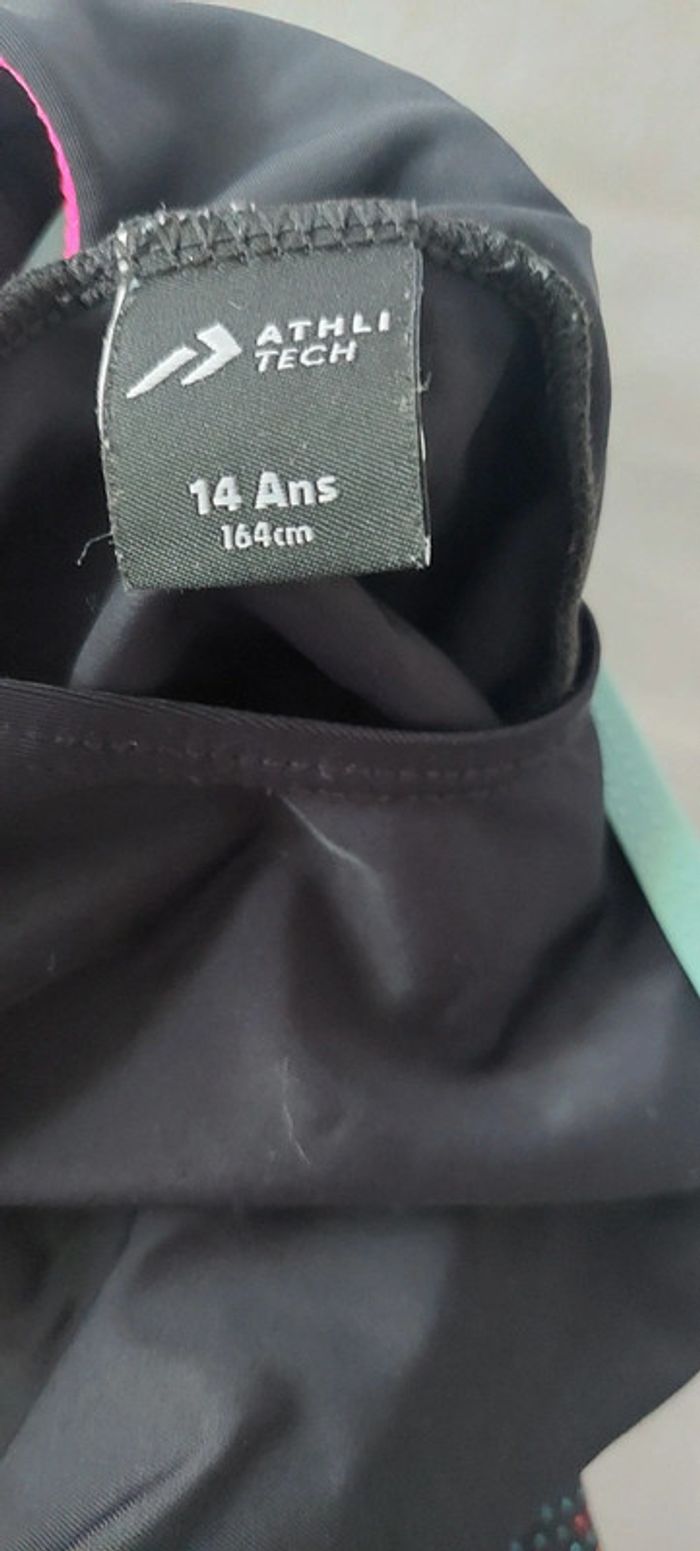 ATHLI
TECH
14 Ans
164cm